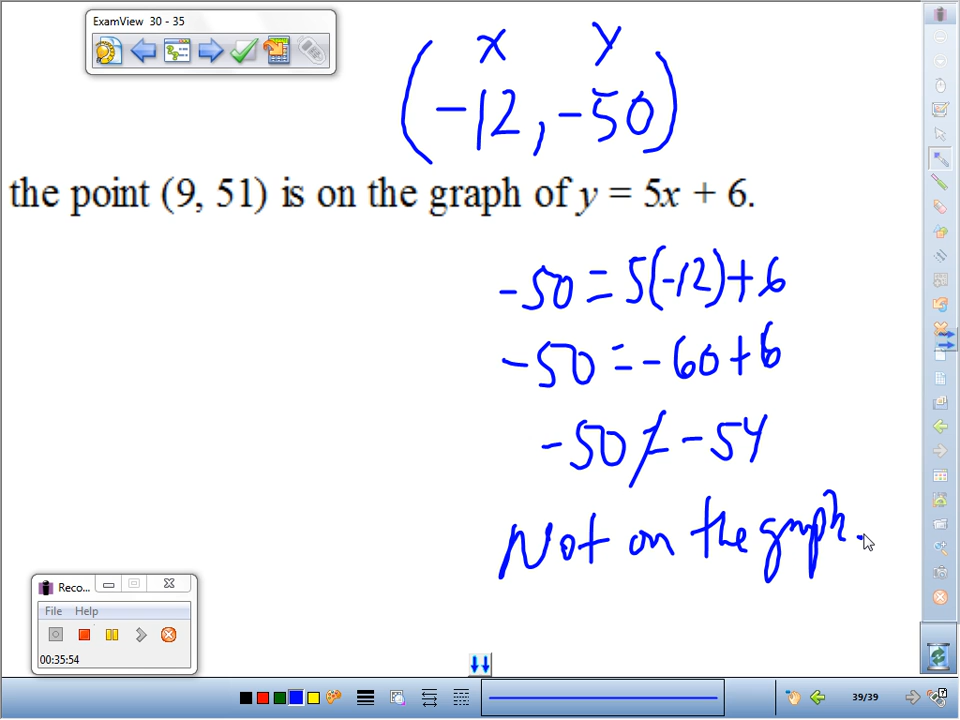 ExamView 30 - 35
x y
(-12, -50)
the point (9, 51) is on the graph of y = 5x + 6.
-50 = 5(-12) + 6
-50 = -60 + 6
-50 ≠ -54
Not on the graph.
Reco...
File Help
00:35:54
39/39